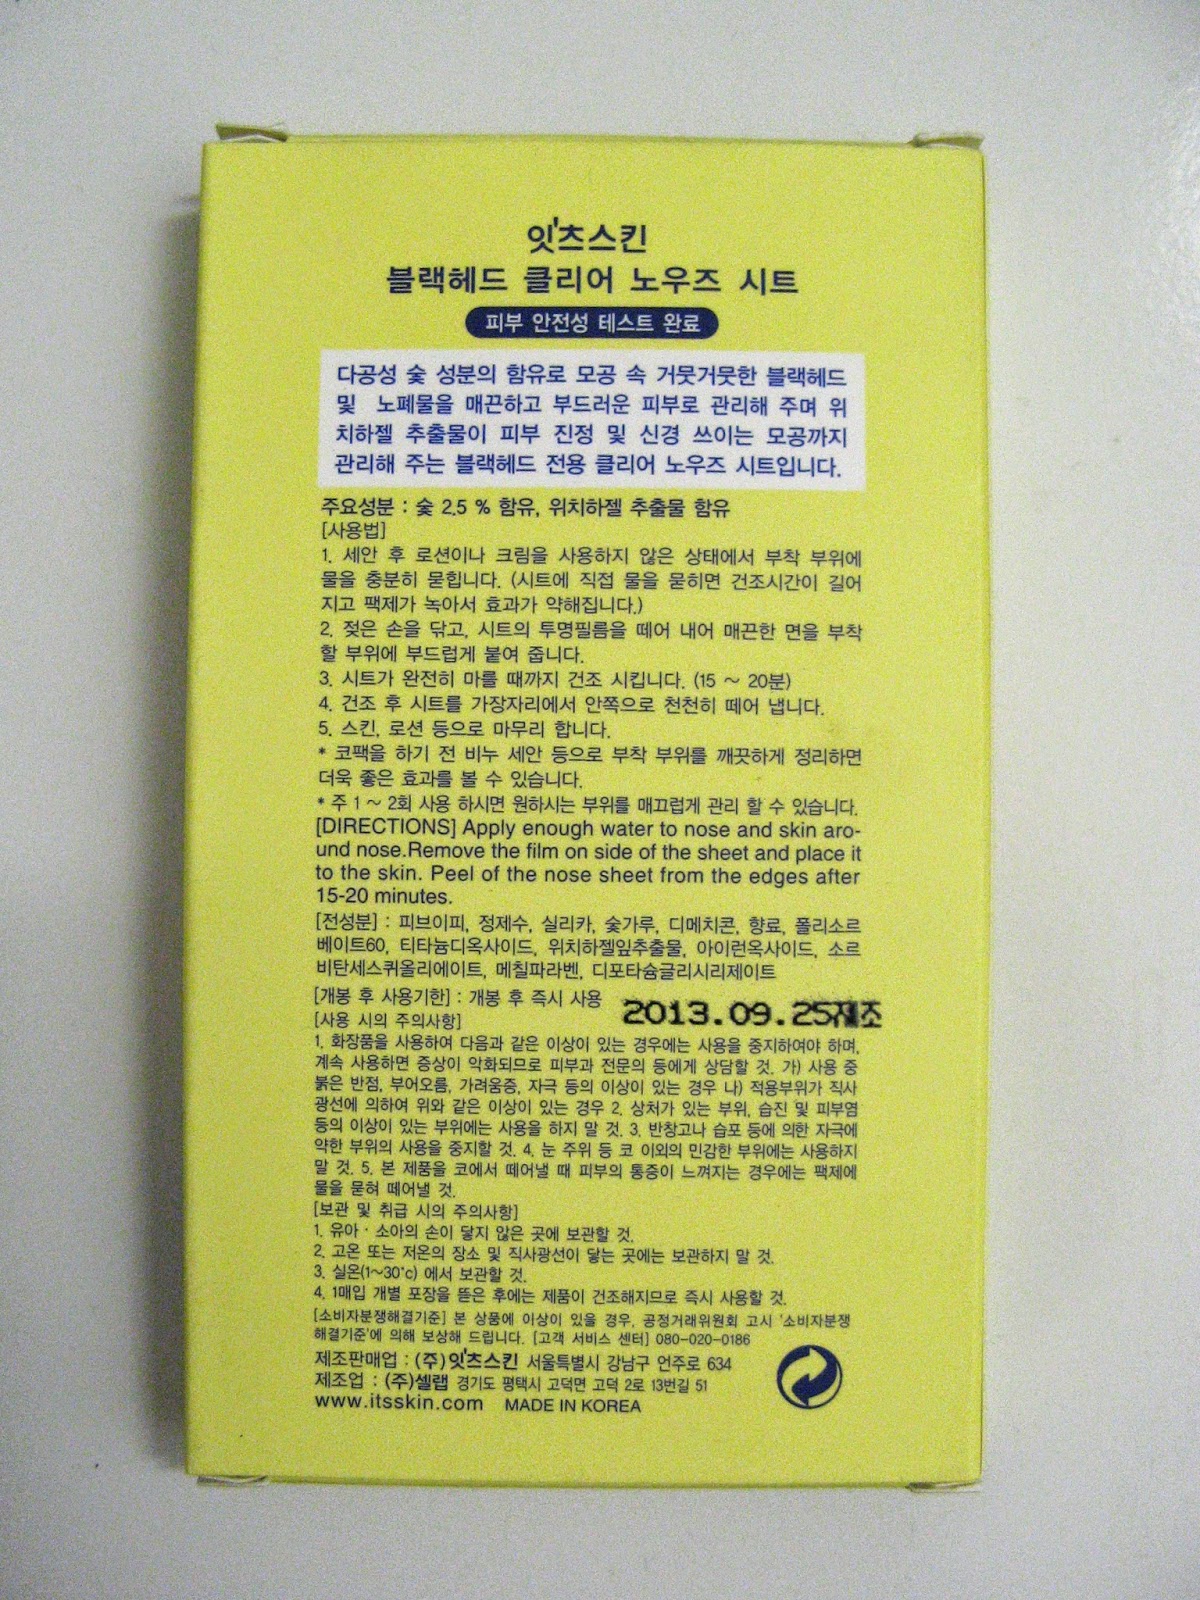 잇츠스킨
블랙헤드 클리어 노우즈 시트
피부 안전성 테스트 완료
다공성 숯 성분의 함유로 모공 속 거뭇거뭇한 블랙헤드
및 노폐물을 매끈하고 부드러운 피부로 관리해 주며 위
치하젤 추출물이 피부 진정 및 신경 쓰이는 모공까지
관리해 주는 블랙헤드 전용 클리어 노우즈 시트입니다.
주요성분 : 숯 2.5 % 함유, 위치하젤 추출물 함유
[사용법]
1. 세안 후 로션이나 크림을 사용하지 않은 상태에서 부착 부위에
물을 충분히 묻힙니다. (시트에 직접 물을 묻히면 건조시간이 길어
지고 팩제가 녹아서 효과가 약해집니다.)
2. 젖은 손을 닦고, 시트의 투명필름을 떼어 내어 매끈한 면을 부착
할 부위에 부드럽게 붙여 줍니다.
3. 시트가 완전히 마를 때까지 건조 시킵니다. (15 ~ 20분)
4. 건조 후 시트를 가장자리에서 안쪽으로 천천히 떼어 냅니다.
5. 스킨, 로션 등으로 마무리 합니다.
* 코팩을 하기 전 비누 세안 등으로 부착 부위를 깨끗하게 정리하면
더욱 좋은 효과를 볼 수 있습니다.
* 주 1 ~ 2회 사용 하시면 원하시는 부위를 매끄럽게 관리 할 수 있습니다.
[DIRECTIONS] Apply enough water to nose and skin aro-
und nose.Remove the film on side of the sheet and place it
to the skin. Peel of the nose sheet from the edges after
15-20 minutes.
[전성분] : 피브이피, 정제수, 실리카, 숯가루, 디메치콘, 향료, 폴리소르
베이트60, 티타늄디옥사이드, 위치하젤잎추출물, 아이런옥사이드, 소르
비탄세스퀴올리에이트, 메칠파라벤, 디포타슘글리시리제이트
[개봉 후 사용기한] : 개봉 후 즉시 사용
2013.09.25제조
[사용 시의 주의사항]
1. 화장품을 사용하여 다음과 같은 이상이 있는 경우에는 사용을 중지하여야 하며,
계속 사용하면 증상이 악화되므로 피부과 전문의 등에게 상담할 것. 가) 사용 중
붉은 반점, 부어오름, 가려움증, 자극 등의 이상이 있는 경우 나) 적용부위가 직사
광선에 의하여 위와 같은 이상이 있는 경우 2. 상처가 있는 부위, 습진 및 피부염
등의 이상이 있는 부위에는 사용을 하지 말 것. 3. 반창고나 습포 등에 의한 자극에
약한 부위의 사용을 중지할 것. 4. 눈 주위 등 코 이외의 민감한 부위에는 사용하지
말 것. 5. 본 제품을 코에서 떼어낼 때 피부의 통증이 느껴지는 경우에는 팩제에
물을 묻혀 떼어낼 것.
[보관 및 취급 시의 주의사항]
1. 유아 · 소아의 손이 닿지 않은 곳에 보관할 것.
2. 고온 또는 저온의 장소 및 직사광선이 닿는 곳에는 보관하지 말 것.
3. 실온(1~30°c) 에서 보관할 것.
4. 1매입 개별 포장을 뜯은 후에는 제품이 건조해지므로 즉시 사용할 것.
[소비자분쟁해결기준] 본 상품에 이상이 있을 경우, 공정거래위원회 고시 '소비자분쟁
해결기준'에 의해 보상해 드립니다. [고객 서비스 센터] 080-020-0186
제조판매업 : (주)잇츠스킨 서울특별시 강남구 언주로 634
제조업 : (주)셀랩 경기도 평택시 고덕면 고덕 2로 13번길 51
www.itsskin.com MADE IN KOREA